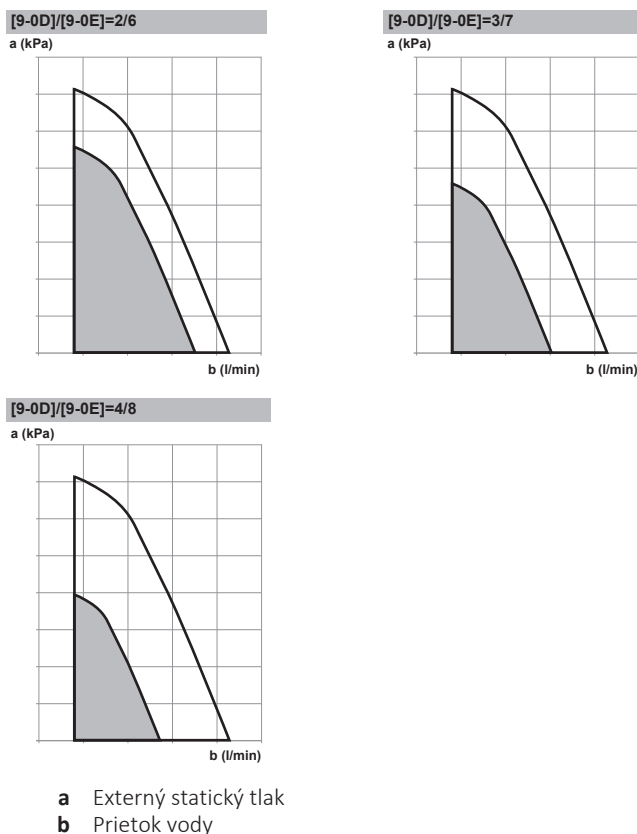 [9-0D]/[9-0E]=2/6
a (kPa)
b (l/min)
[9-0D]/[9-0E]=3/7
a (kPa)
b (l/min)
[9-0D]/[9-0E]=4/8
a (kPa)
b (l/min)
a Externý statický tlak
b Prietok vody